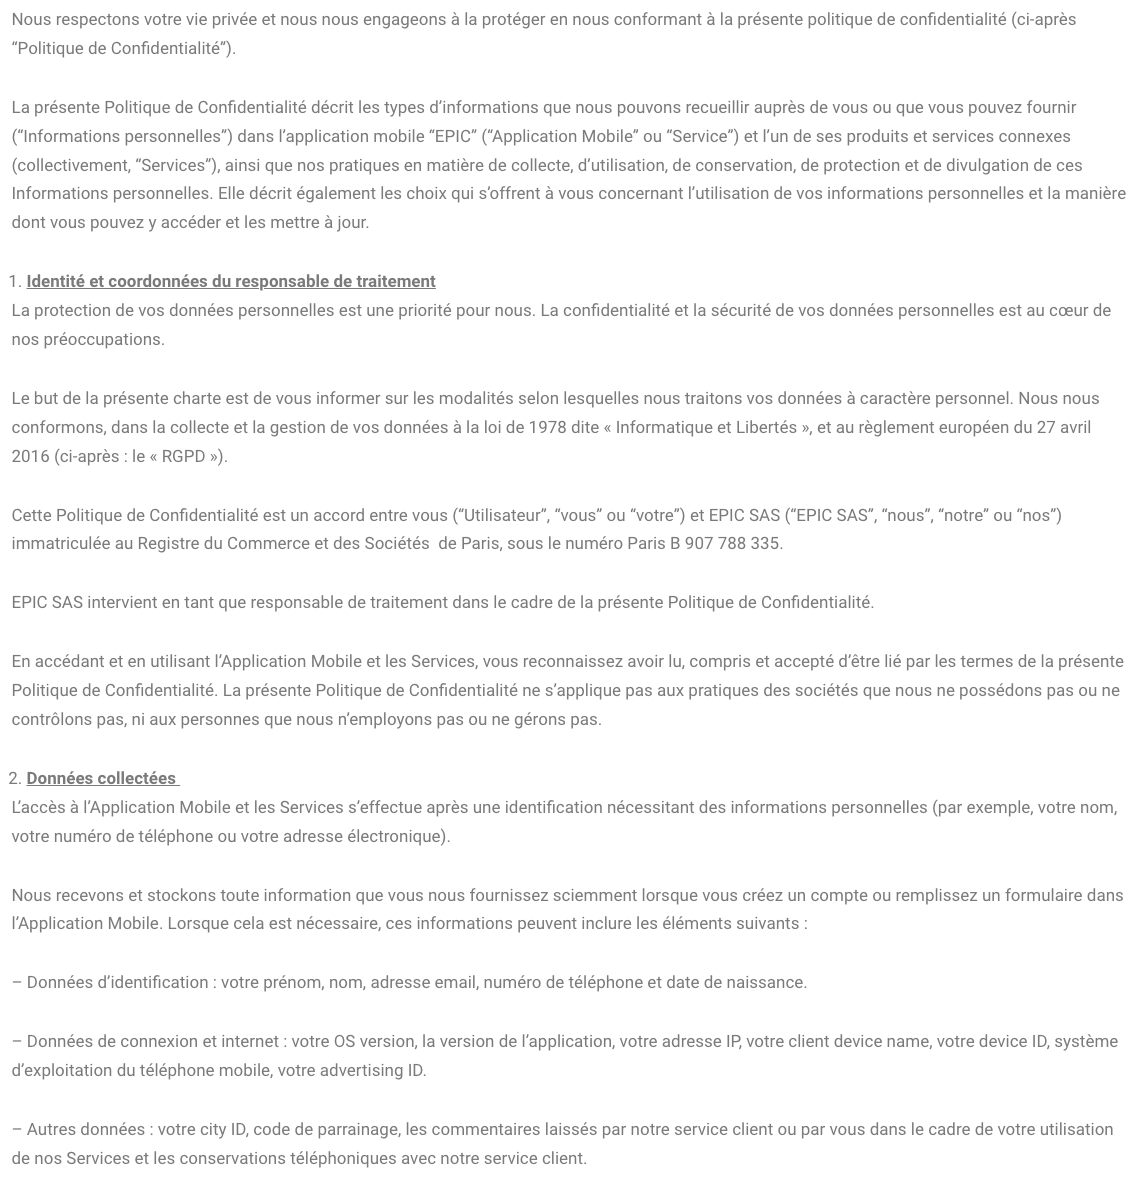 Nous respectons votre vie privée et nous nous engageons à la protéger en nous conformant à la présente politique de confidentialité (ci-après
“Politique de Confidentialité”).
La présente Politique de Confidentialité décrit les types d’informations que nous pouvons recueillir auprès de vous ou que vous pouvez fournir
(“Informations personnelles”) dans l’application mobile “EPIC” (“Application Mobile” ou “Service”) et l’un de ses produits et services connexes
(collectivement, “Services”), ainsi que nos pratiques en matière de collecte, d’utilisation, de conservation, de protection et de divulgation de ces
Informations personnelles. Elle décrit également les choix qui s’offrent à vous concernant l’utilisation de vos informations personnelles et la manière
dont vous pouvez y accéder et les mettre à jour.
1. Identité et coordonnées du responsable de traitement
La protection de vos données personnelles est une priorité pour nous. La confidentialité et la sécurité de vos données personnelles est au cœur de
nos préoccupations.
Le but de la présente charte est de vous informer sur les modalités selon lesquelles nous traitons vos données à caractère personnel. Nous nous
conformons, dans la collecte et la gestion de vos données à la loi de 1978 dite « Informatique et Libertés », et au règlement européen du 27 avril
2016 (ci-après : le « RGPD »).
Cette Politique de Confidentialité est un accord entre vous (“Utilisateur”, “vous” ou “votre”) et EPIC SAS (“EPIC SAS”, “nous”, “notre” ou “nos”)
immatriculée au Registre du Commerce et des Sociétés  de Paris, sous le numéro Paris B 907 788 335.
EPIC SAS intervient en tant que responsable de traitement dans le cadre de la présente Politique de Confidentialité.
En accédant et en utilisant l’Application Mobile et les Services, vous reconnaissez avoir lu, compris et accepté d’être lié par les termes de la présente
Politique de Confidentialité. La présente Politique de Confidentialité ne s’applique pas aux pratiques des sociétés que nous ne possédons pas ou ne
contrôlons pas, ni aux personnes que nous n’employons pas ou ne gérons pas.
2. Données collectées
L’accès à l’Application Mobile et les Services s’effectue après une identification nécessitant des informations personnelles (par exemple, votre nom,
votre numéro de téléphone ou votre adresse électronique).
Nous recevons et stockons toute information que vous nous fournissez sciemment lorsque vous créez un compte ou remplissez un formulaire dans
l’Application Mobile. Lorsque cela est nécessaire, ces informations peuvent inclure les éléments suivants :
– Données d’identification : votre prénom, nom, adresse email, numéro de téléphone et date de naissance.
– Données de connexion et internet : votre OS version, la version de l’application, votre adresse IP, votre client device name, votre device ID, système
d’exploitation du téléphone mobile, votre advertising ID.
– Autres données : votre city ID, code de parrainage, les commentaires laissés par notre service client ou par vous dans le cadre de votre utilisation
de nos Services et les conservations téléphoniques avec notre service client.